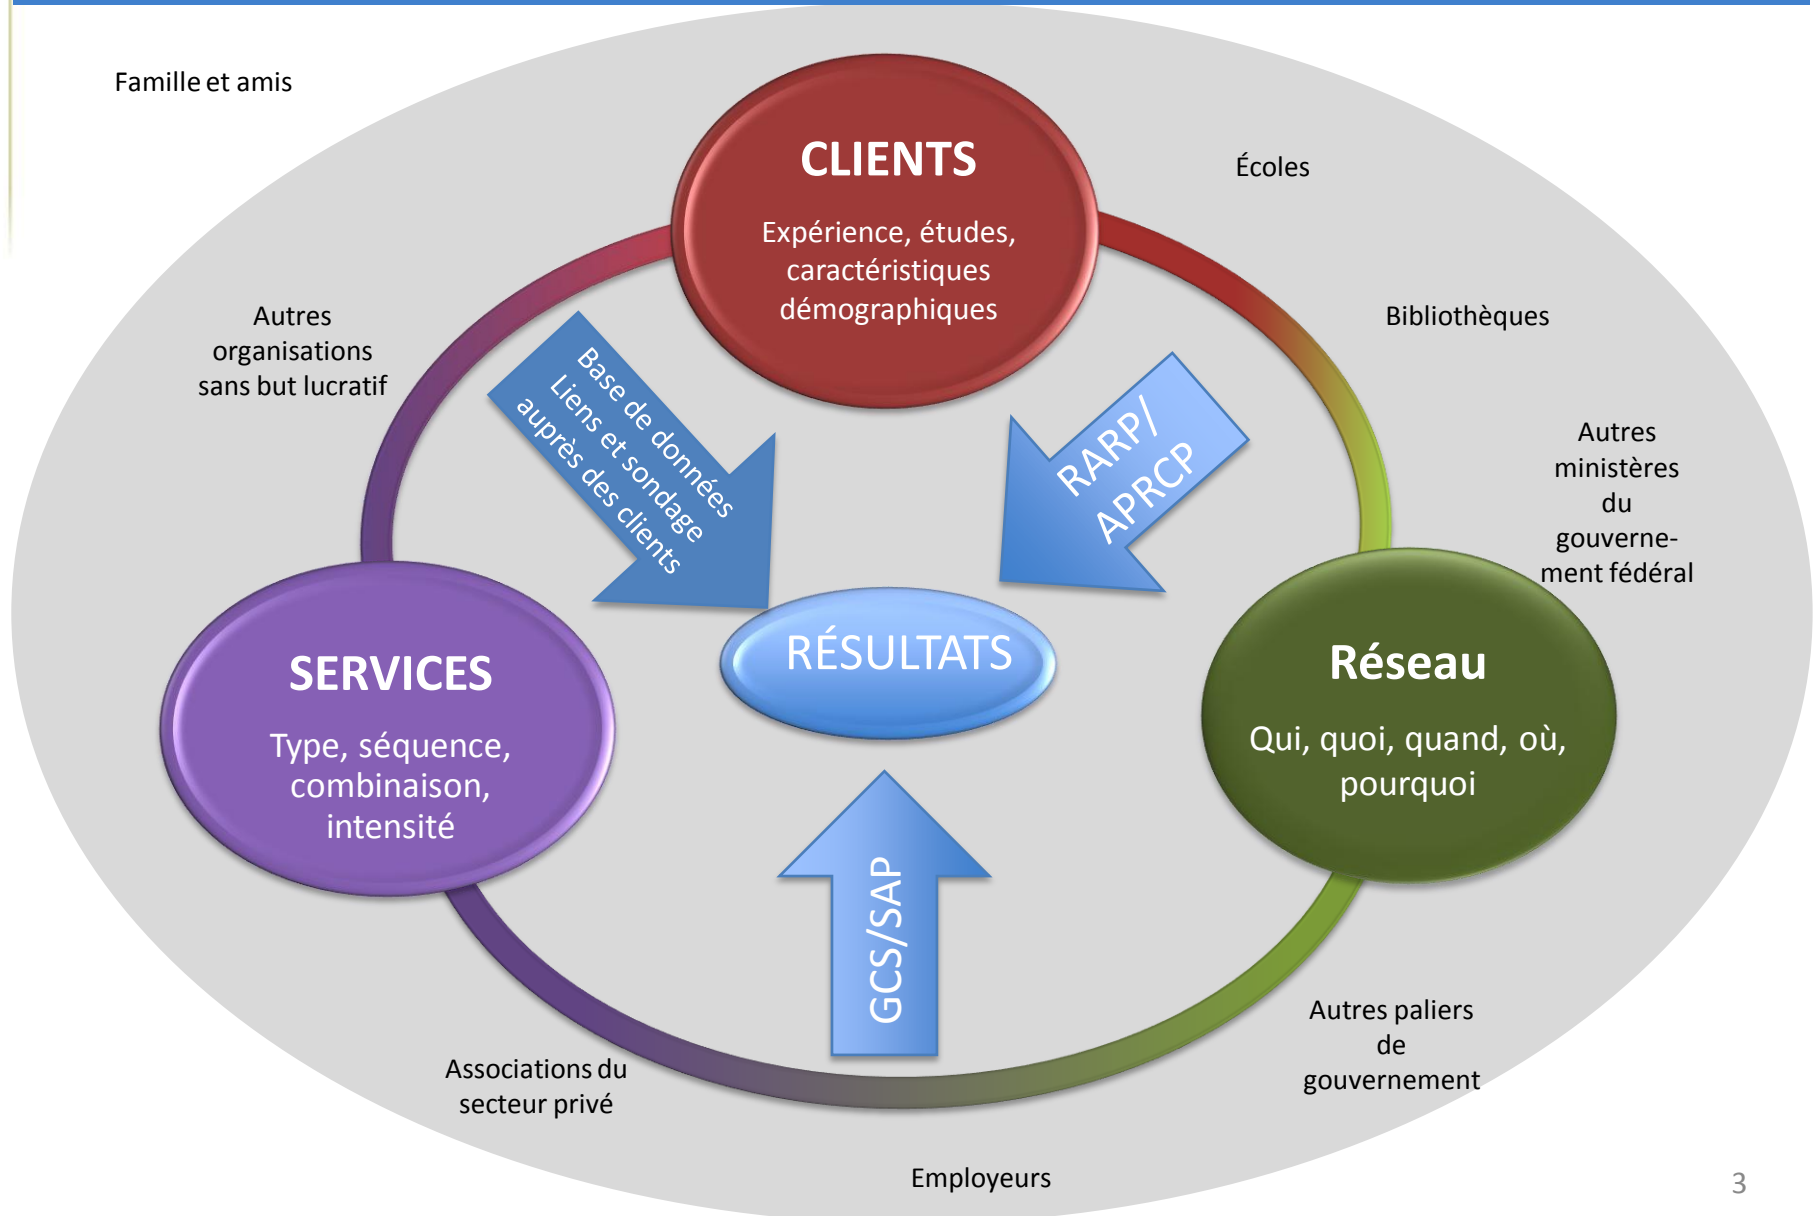 Famille et amis
CLIENTS
Expérience, études,
caractéristiques
démographiques
Écoles
Bibliothèques
Autres
organisations
sans but lucratif
Base de données
Liens et sondage
auprès des clients
RARP/
APRCP
Autres
ministères
du
gouverne-
ment fédéral
RÉSULTATS
SERVICES
Type, séquence,
combinaison,
intensité
Réseau
Qui, quoi, quand, où,
pourquoi
GCS/SAP
Autres paliers
de
gouvernement
Associations du
secteur privé
Employeurs
3